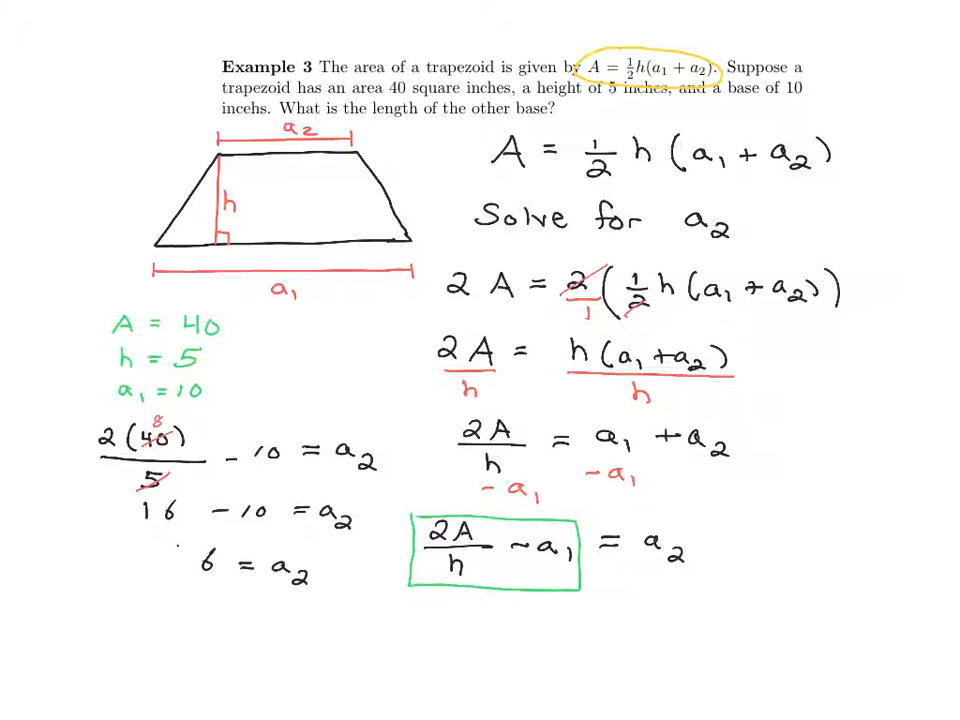 Example 3 The area of a trapezoid is given by A = 1/2 h(a₁ + a₂). Suppose a
trapezoid has an area 40 square inches, a height of 5 inches, and a base of 10
incehs. What is the length of the other base?
a₂
h
a₁
A = 40
h = 5
a₁ = 10
2(40)/5 - 10 = a₂
8
16 - 10 = a₂
6 = a₂
A = 1/2 h (a₁ + a₂)
Solve for a₂
2 A = 2/1 (1/2 h (a₁ + a₂))
2A/h = h(a₁ + a₂)/h
2A/h = a₁ + a₂
- a₁ - a₁
2A/h - a₁ = a₂